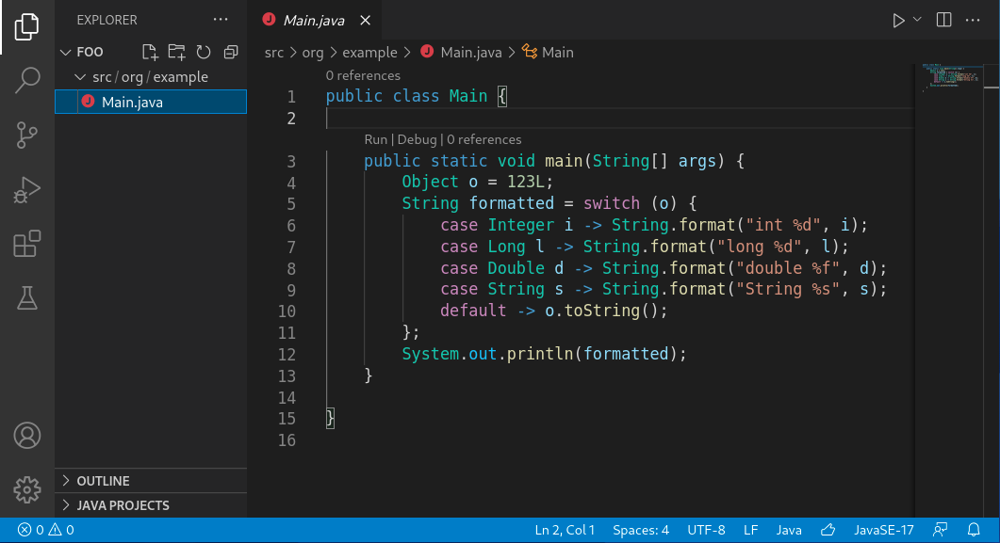 EXPLORER
Main.java
FOO
src / org / example
Main.java
src > org > example > Main.java > Main
0 references
1 public class Main {
2
Run | Debug | 0 references
3 public static void main(String[] args) {
4 Object o = 123L;
5 String formatted = switch (o) {
6 case Integer i -> String.format("int %d", i);
7 case Long l -> String.format("long %d", l);
8 case Double d -> String.format("double %f", d);
9 case String s -> String.format("String %s", s);
10 default -> o.toString();
11 };
12 System.out.println(formatted);
13 }
14
15 }
16
OUTLINE
JAVA PROJECTS
0 0 Ln 2, Col 1 Spaces: 4 UTF-8 LF Java JavaSE-17